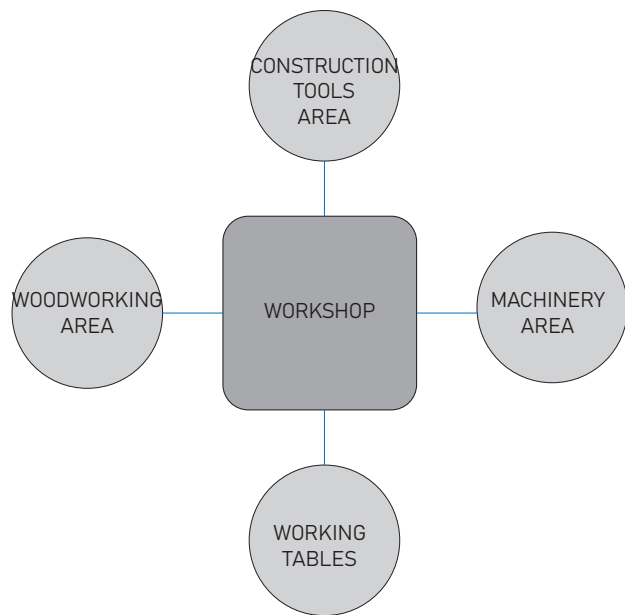 CONSTRUCTION
TOOLS
AREA
WOODWORKING
AREA
WORKSHOP
MACHINERY
AREA
WORKING
TABLES